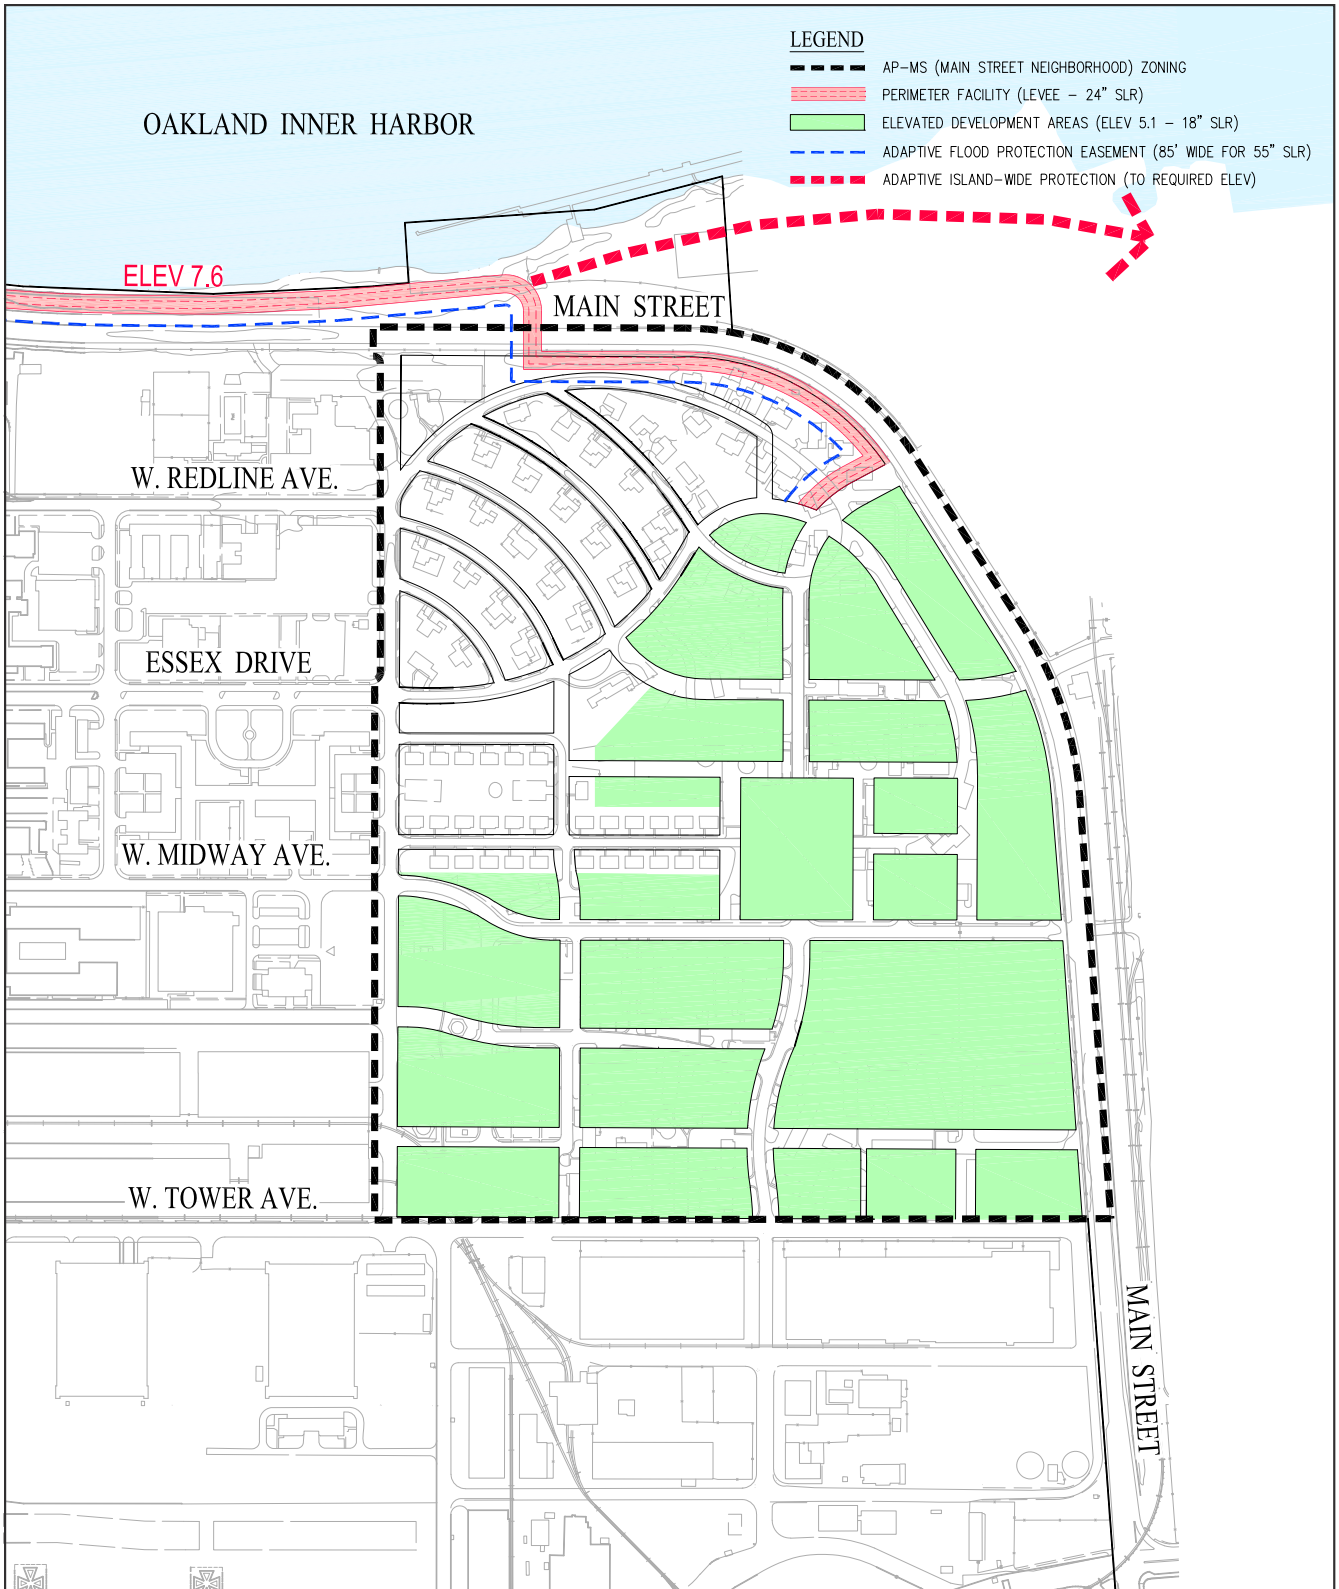 LEGEND
AP-MS (MAIN STREET NEIGHBORHOOD) ZONING
PERIMETER FACILITY (LEVEE - 24" SLR)
ELEVATED DEVELOPMENT AREAS (ELEV 5.1 - 18" SLR)
ADAPTIVE FLOOD PROTECTION EASEMENT (85' WIDE FOR 55" SLR)
ADAPTIVE ISLAND-WIDE PROTECTION (TO REQUIRED ELEV)
OAKLAND INNER HARBOR
ELEV 7.6
MAIN STREET
W. REDLINE AVE.
ESSEX DRIVE
W. MIDWAY AVE.
W. TOWER AVE.
MAIN STREET